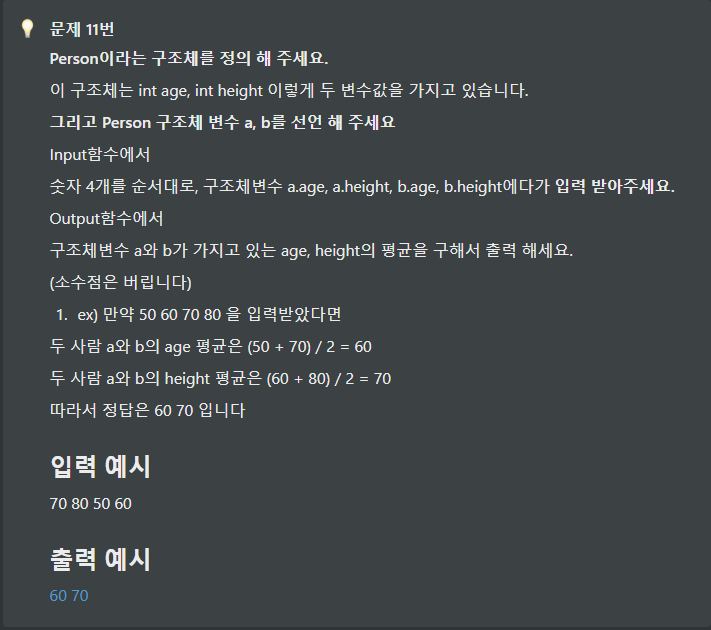 문제 11번
Person이라는 구조체를 정의 해 주세요.
이 구조체는 int age, int height 이렇게 두 변수값을 가지고 있습니다.
그리고 Person 구조체 변수 a, b를 선언 해 주세요
Input함수에서
숫자 4개를 순서대로, 구조체변수 a.age, a.height, b.age, b.height에다가 입력 받아주세요.
Output함수에서
구조체변수 a와 b가 가지고 있는 age, height의 평균을 구해서 출력 해세요.
(소수점은 버립니다)
1. ex) 만약 50 60 70 80 을 입력받았다면
두 사람 a와 b의 age 평균은 (50 + 70) / 2 = 60
두 사람 a와 b의 height 평균은 (60 + 80) / 2 = 70
따라서 정답은 60 70 입니다
입력 예시
70 80 50 60
출력 예시
60 70